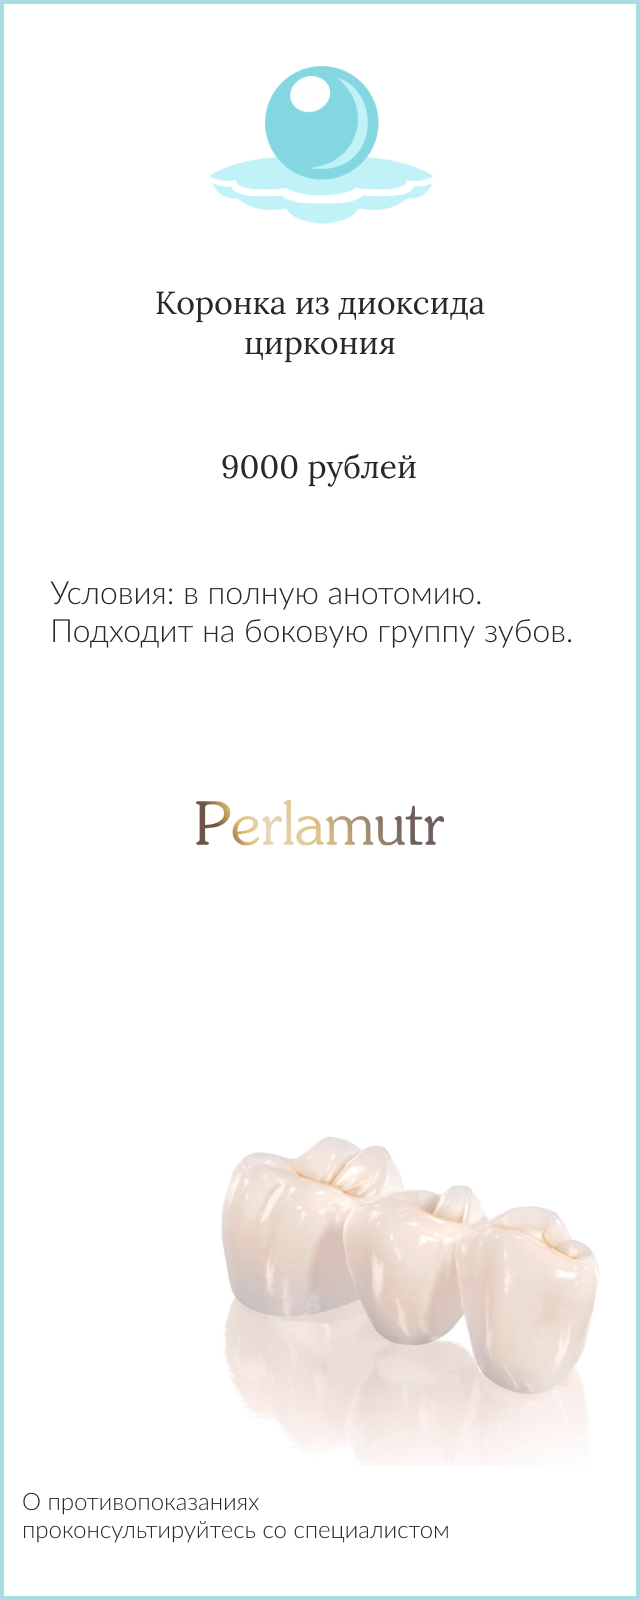 Коронка из диоксида
циркония
9000 рублей
Условия: в полную анотомию.
Подходит на боковую группу зубов.
Perlamutr
О противопоказаниях
проконсультируйтесь со специалистом